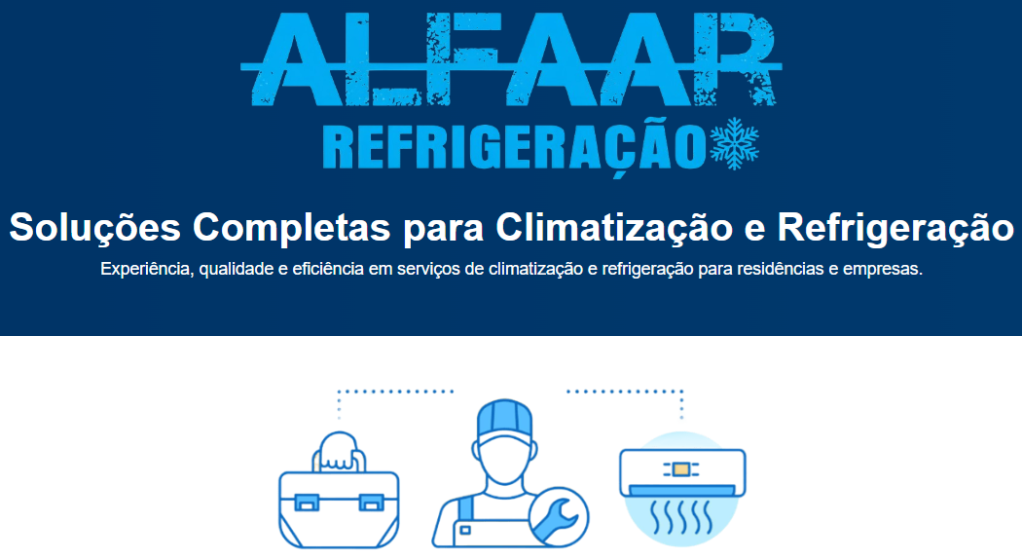 ALFAAR
REFRIGERAÇÃO
Soluções Completas para Climatização e Refrigeração
Experiência, qualidade e eficiência em serviços de climatização e refrigeração para residências e empresas.